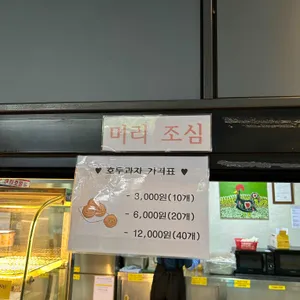 머리 조심
♥ 호두과자 가격표 ♥
- 3,000원(10개)
- 6,000원(20개)
- 12,000원(40개)